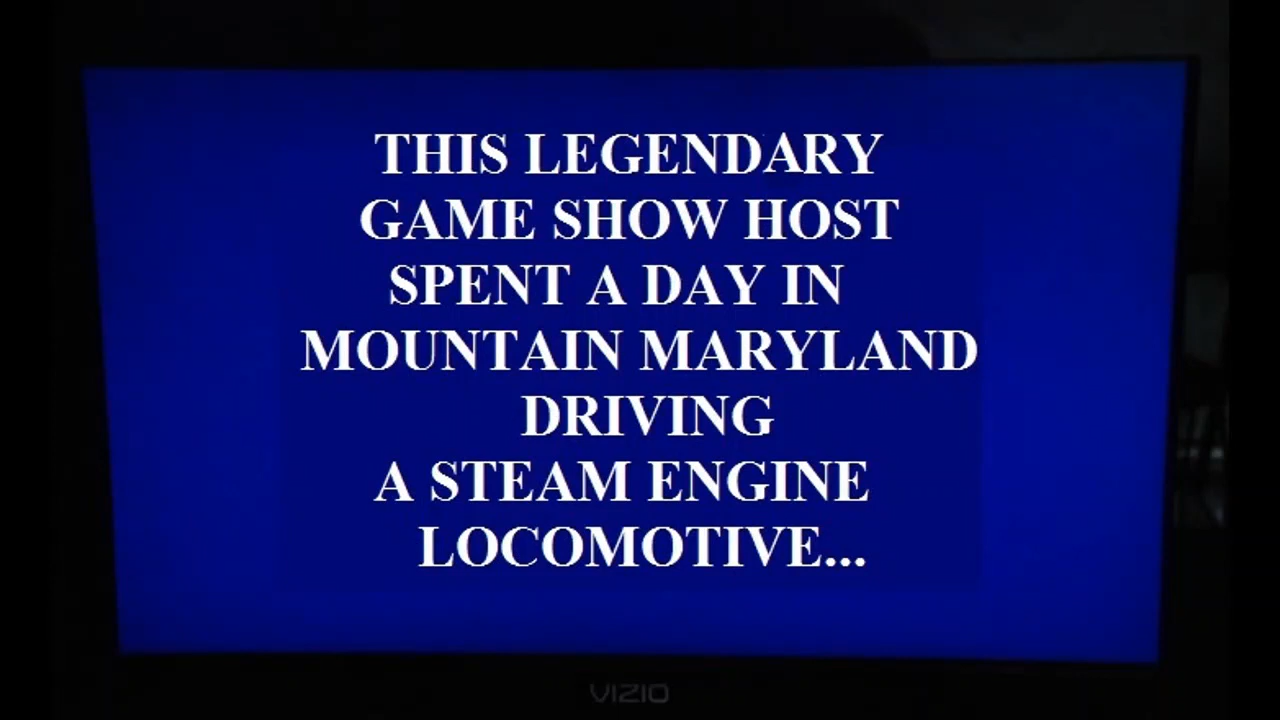 THIS LEGENDARY
GAME SHOW HOST
SPENT A DAY IN
MOUNTAIN MARYLAND
DRIVING
A STEAM ENGINE
LOCOMOTIVE...
VIZIO